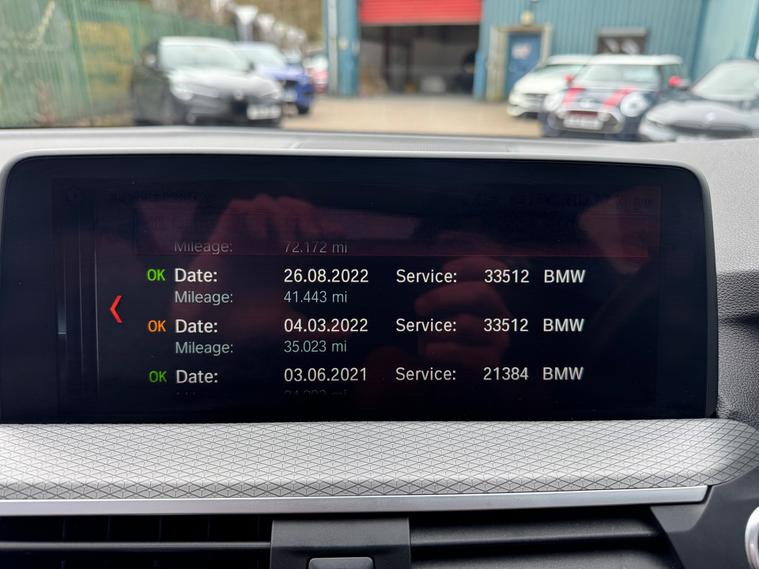 Mileage: 72.172 mi
OK Date: 26.08.2022 Service: 33512 BMW
Mileage: 41.443 mi
OK Date: 04.03.2022 Service: 33512 BMW
Mileage: 35.023 mi
OK Date: 03.06.2021 Service: 21384 BMW